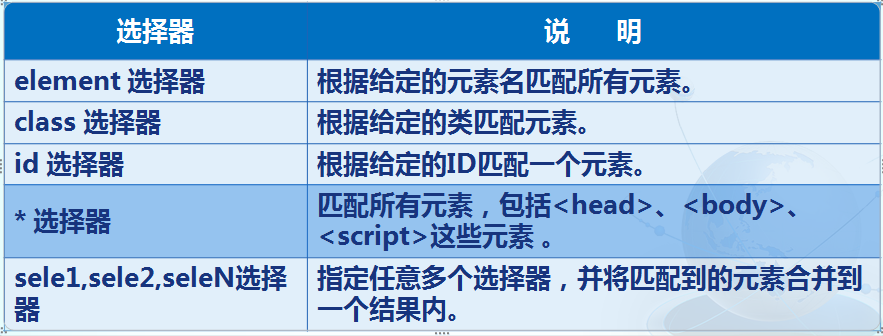 选择器 说 明
element 选择器 根据给定的元素名匹配所有元素。
class 选择器 根据给定的类匹配元素。
id 选择器 根据给定的ID匹配一个元素。
* 选择器 匹配所有元素，包括<head>、<body>、
<script>这些元素 。
sele1,sele2,seleN选择 指定任意多个选择器，并将匹配到的元素合并到
器 一个结果内。